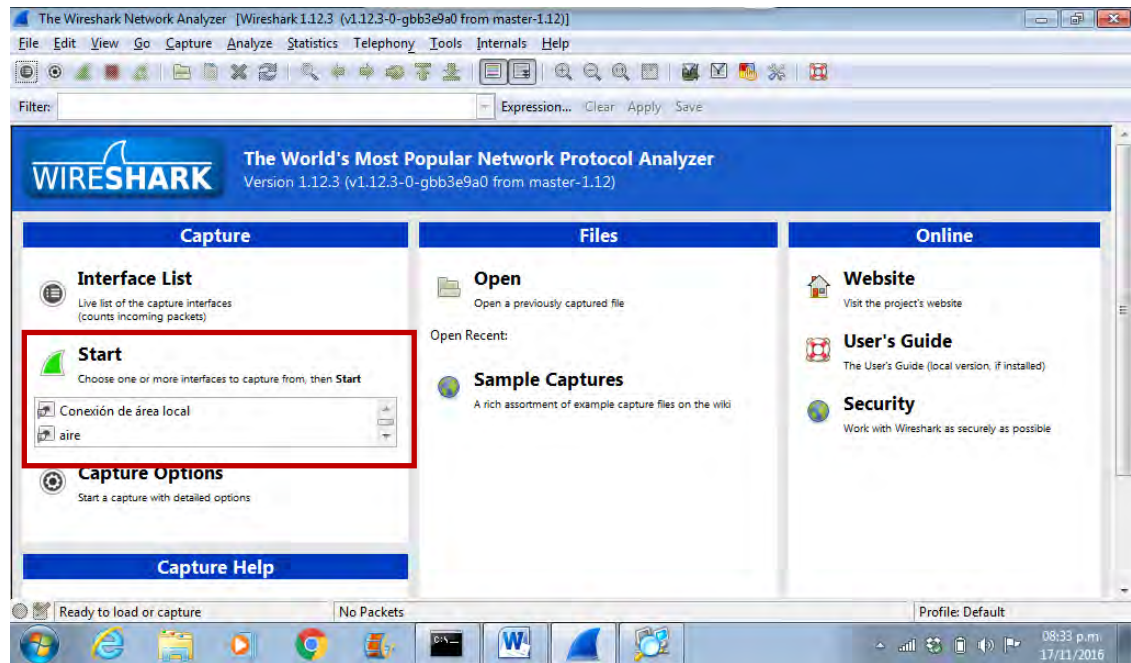 The Wireshark Network Analyzer [Wireshark 1.12.3 (v1.12.3-0-gbb3e9a0 from master-1.12)]
File Edit View Go Capture Analyze Statistics Telephony Tools Internals Help
Filter: Expression... Clear Apply Save
WIRESHARK
The World's Most Popular Network Protocol Analyzer
Version 1.12.3 (v1.12.3-0-gbb3e9a0 from master-1.12)
Capture
Interface List
Live list of the capture interfaces
(counts incoming packets)
Start
Choose one or more interfaces to capture from, then Start
Conexión de área local
aire
Capture Options
Start a capture with detailed options
Capture Help
Files
Open
Open a previously captured file
Open Recent:
Sample Captures
A rich assortment of example capture files on the wiki
Online
Website
Visit the project's website
User's Guide
The User's Guide (local version, if installed)
Security
Work with Wireshark as securely as possible
Ready to load or capture No Packets Profile: Default
C:\_
W
08:33 p.m.
17/11/2016